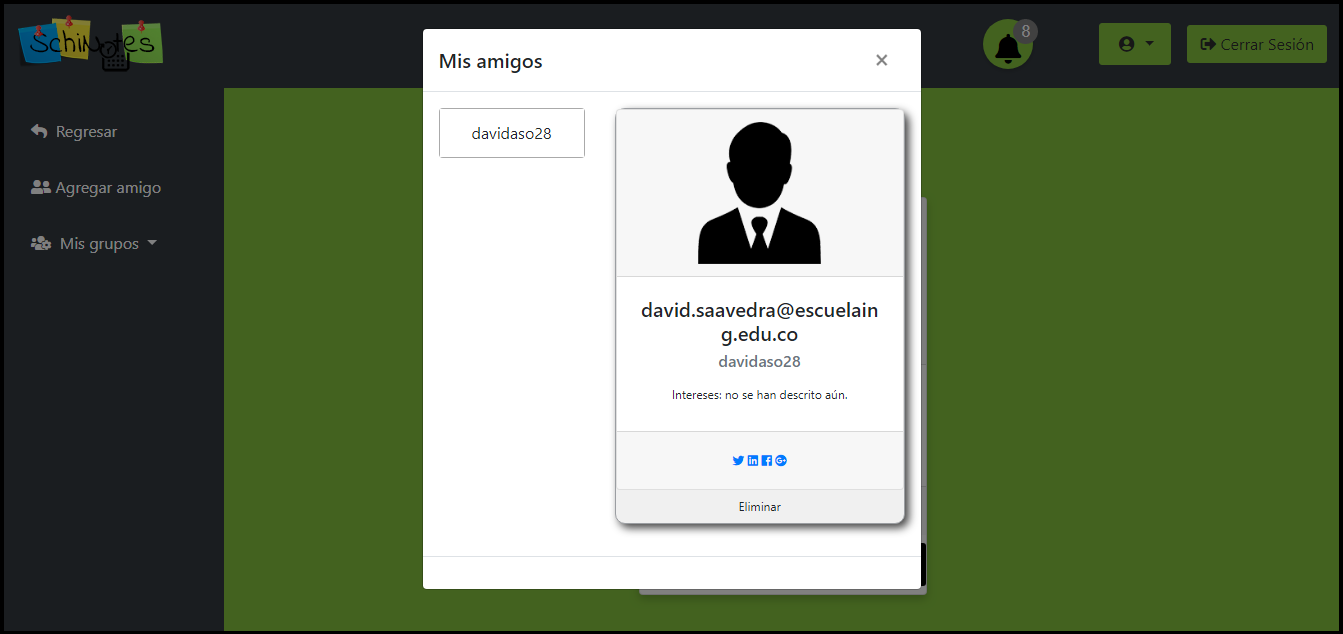 SchiNotes
8
Cerrar Sesión
Regresar
Agregar amigo
Mis grupos
Mis amigos
×
davidaso28
david.saavedra@escuelain
g.edu.co
davidaso28
Intereses: no se han descrito aún.
Eliminar